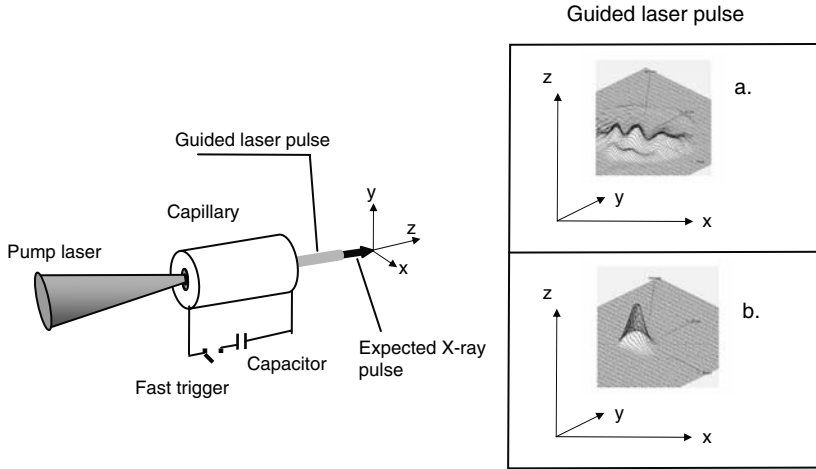 Guided laser pulse
Guided laser pulse
Capillary
Pump laser
y
z
x
Capacitor
Fast trigger
Expected X-ray
pulse
z
a.
y
x
z
b.
y
x